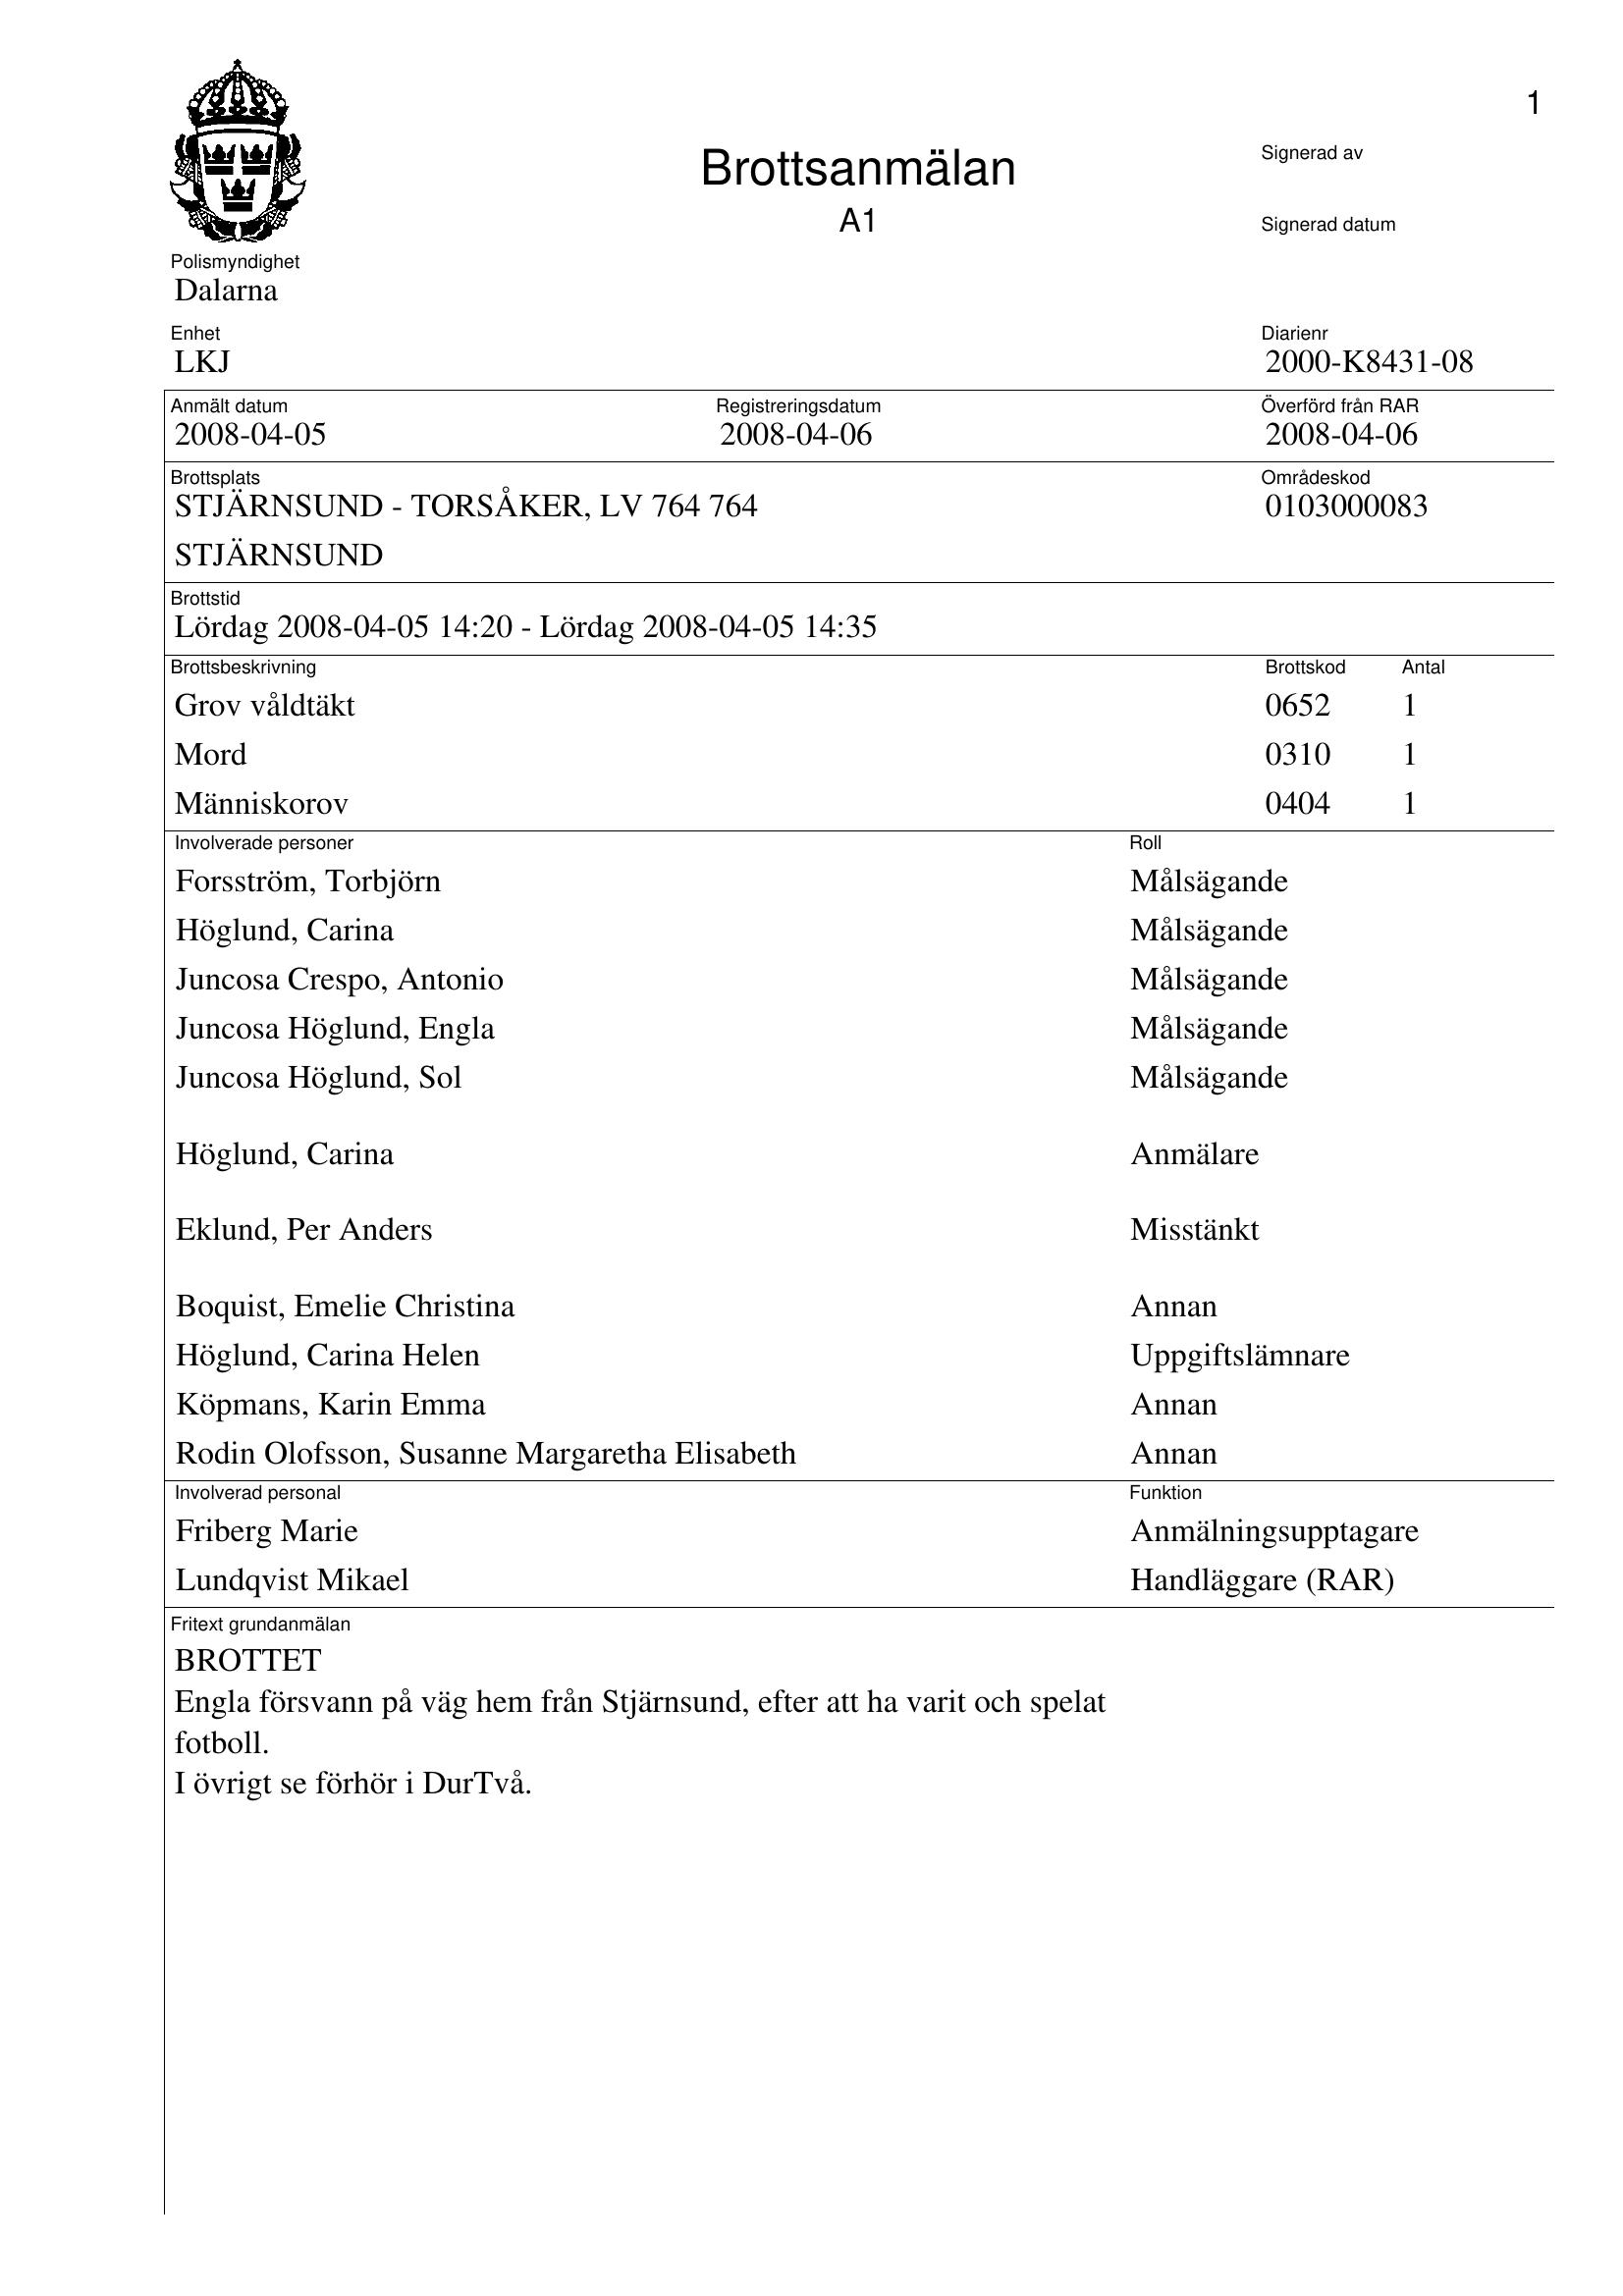 1
Brottsanmälan
A1
Signerad av
Signerad datum
Polismyndighet
Dalarna
Enhet
LKJ
Diarienr
2000-K8431-08
Anmält datum
2008-04-05
Registreringsdatum
2008-04-06
Överförd från RAR
2008-04-06
Brottsplats
STJÄRNSUND - TORSÅKER, LV 764 764
STJÄRNSUND
Områdeskod
0103000083
Brottstid
Lördag 2008-04-05 14:20 - Lördag 2008-04-05 14:35
Brottsbeskrivning Brottskod Antal
Grov våldtäkt 0652 1
Mord 0310 1
Människorov 0404 1
Involverade personer Roll
Forsström, Torbjörn Målsägande
Höglund, Carina Målsägande
Juncosa Crespo, Antonio Målsägande
Juncosa Höglund, Engla Målsägande
Juncosa Höglund, Sol Målsägande
Höglund, Carina Anmälare
Eklund, Per Anders Misstänkt
Boquist, Emelie Christina Annan
Höglund, Carina Helen Uppgiftslämnare
Köpmans, Karin Emma Annan
Rodin Olofsson, Susanne Margaretha Elisabeth Annan
Involverad personal Funktion
Friberg Marie Anmälningsupptagare
Lundqvist Mikael Handläggare (RAR)
Fritext grundanmälan
BROTTET
Engla försvann på väg hem från Stjärnsund, efter att ha varit och spelat
fotboll.
I övrigt se förhör i DurTvå.